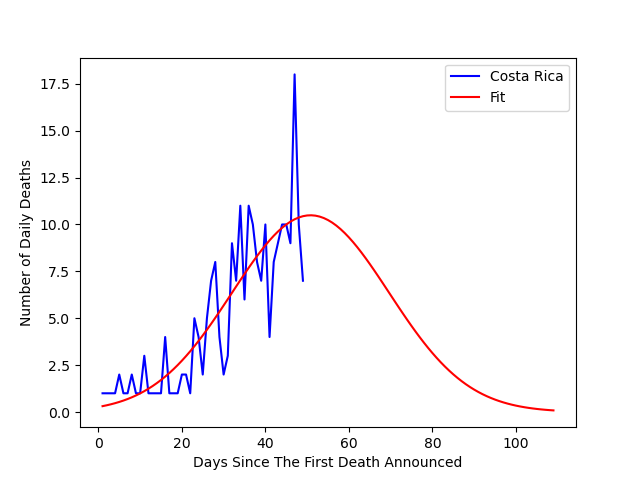 Costa Rica
Fit
Number of Daily Deaths
17.5
15.0
12.5
10.0
7.5
5.0
2.5
0.0
0 20 40 60 80 100
Days Since The First Death Announced